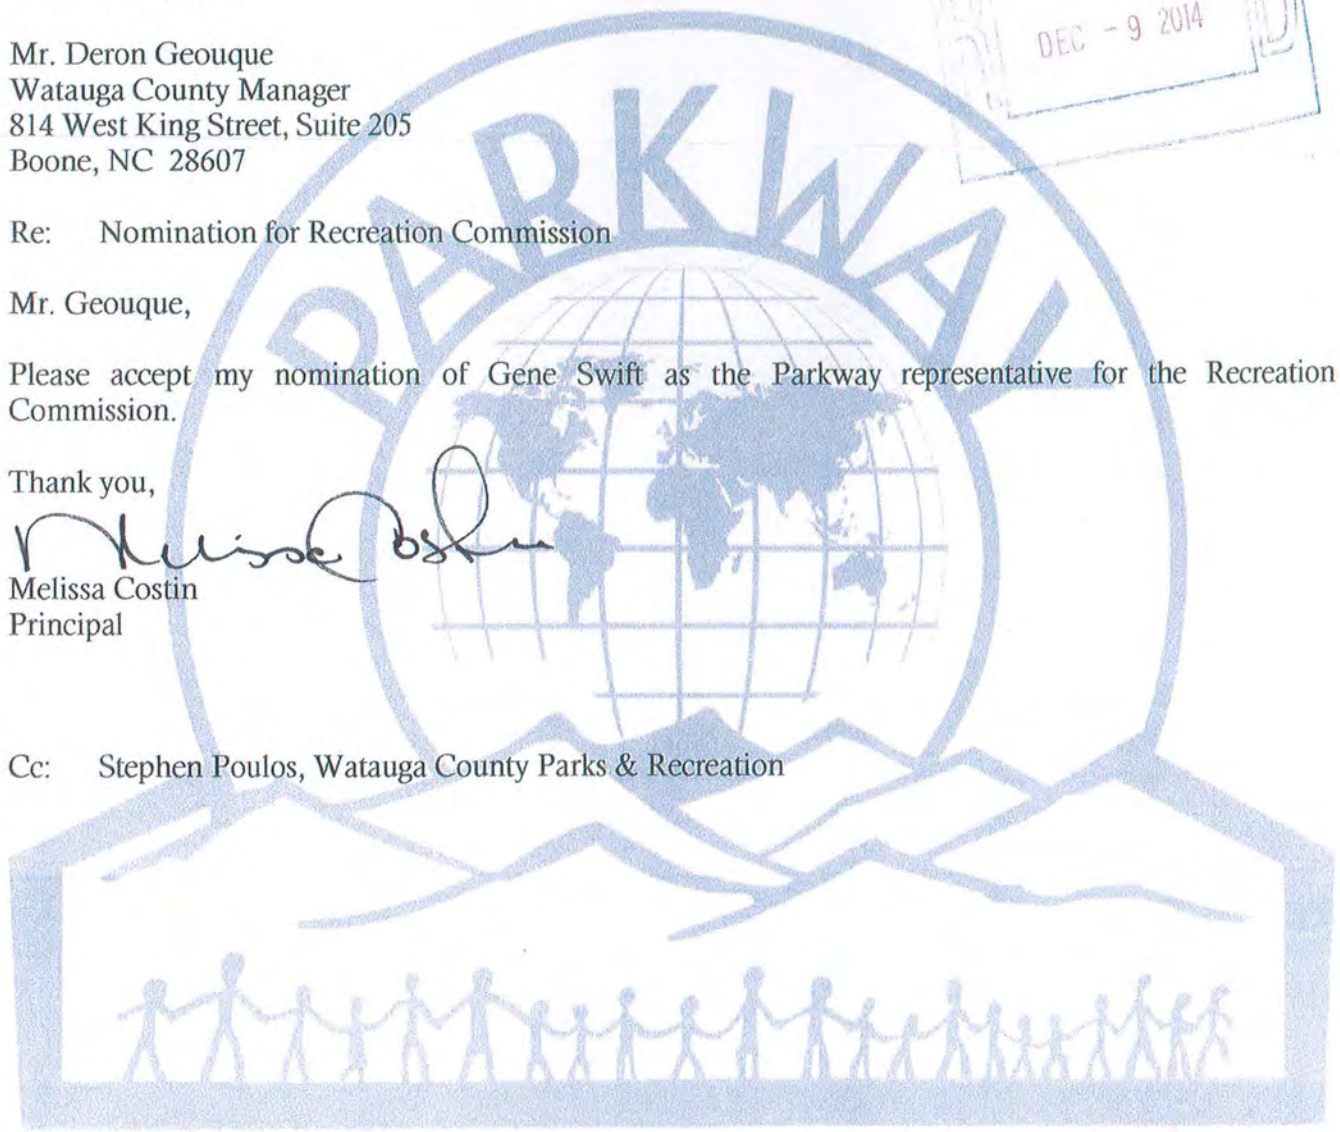 DEC - 9 2014
Mr. Deron Geouque
Watauga County Manager
814 West King Street, Suite 205
Boone, NC 28607
Re: Nomination for Recreation Commission
Mr. Geouque,
Please accept my nomination of Gene Swift as the Parkway representative for the Recreation
Commission.
Thank you,
Melissa Costin
Melissa Costin
Principal
Cc: Stephen Poulos, Watauga County Parks & Recreation
PARKWAY